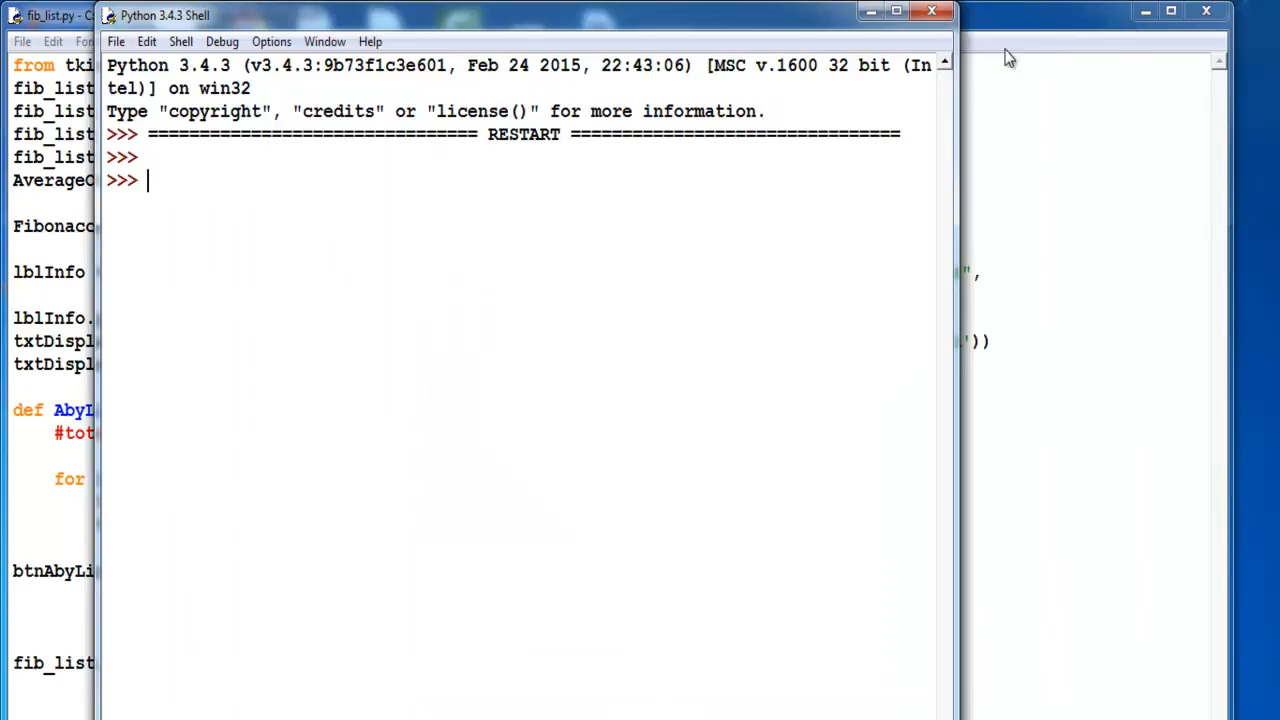 fib_list.py - C:
Python 3.4.3 Shell
File Edit For
File Edit Shell Debug Options Window Help
from tki
fib_list
fib_list
fib_list
fib_list
AverageO
Fibonacc
lblInfo
lblInfo.
txtDispl
txtDispl
def AbyL
#tot
for
btnAbyLi
fib_list
Python 3.4.3 (v3.4.3:9b73f1c3e601, Feb 24 2015, 22:43:06) [MSC v.1600 32 bit (In
tel)] on win32
Type "copyright", "credits" or "license()" for more information.
>>> ================================ RESTART ================================
>>>
>>>
",
'))